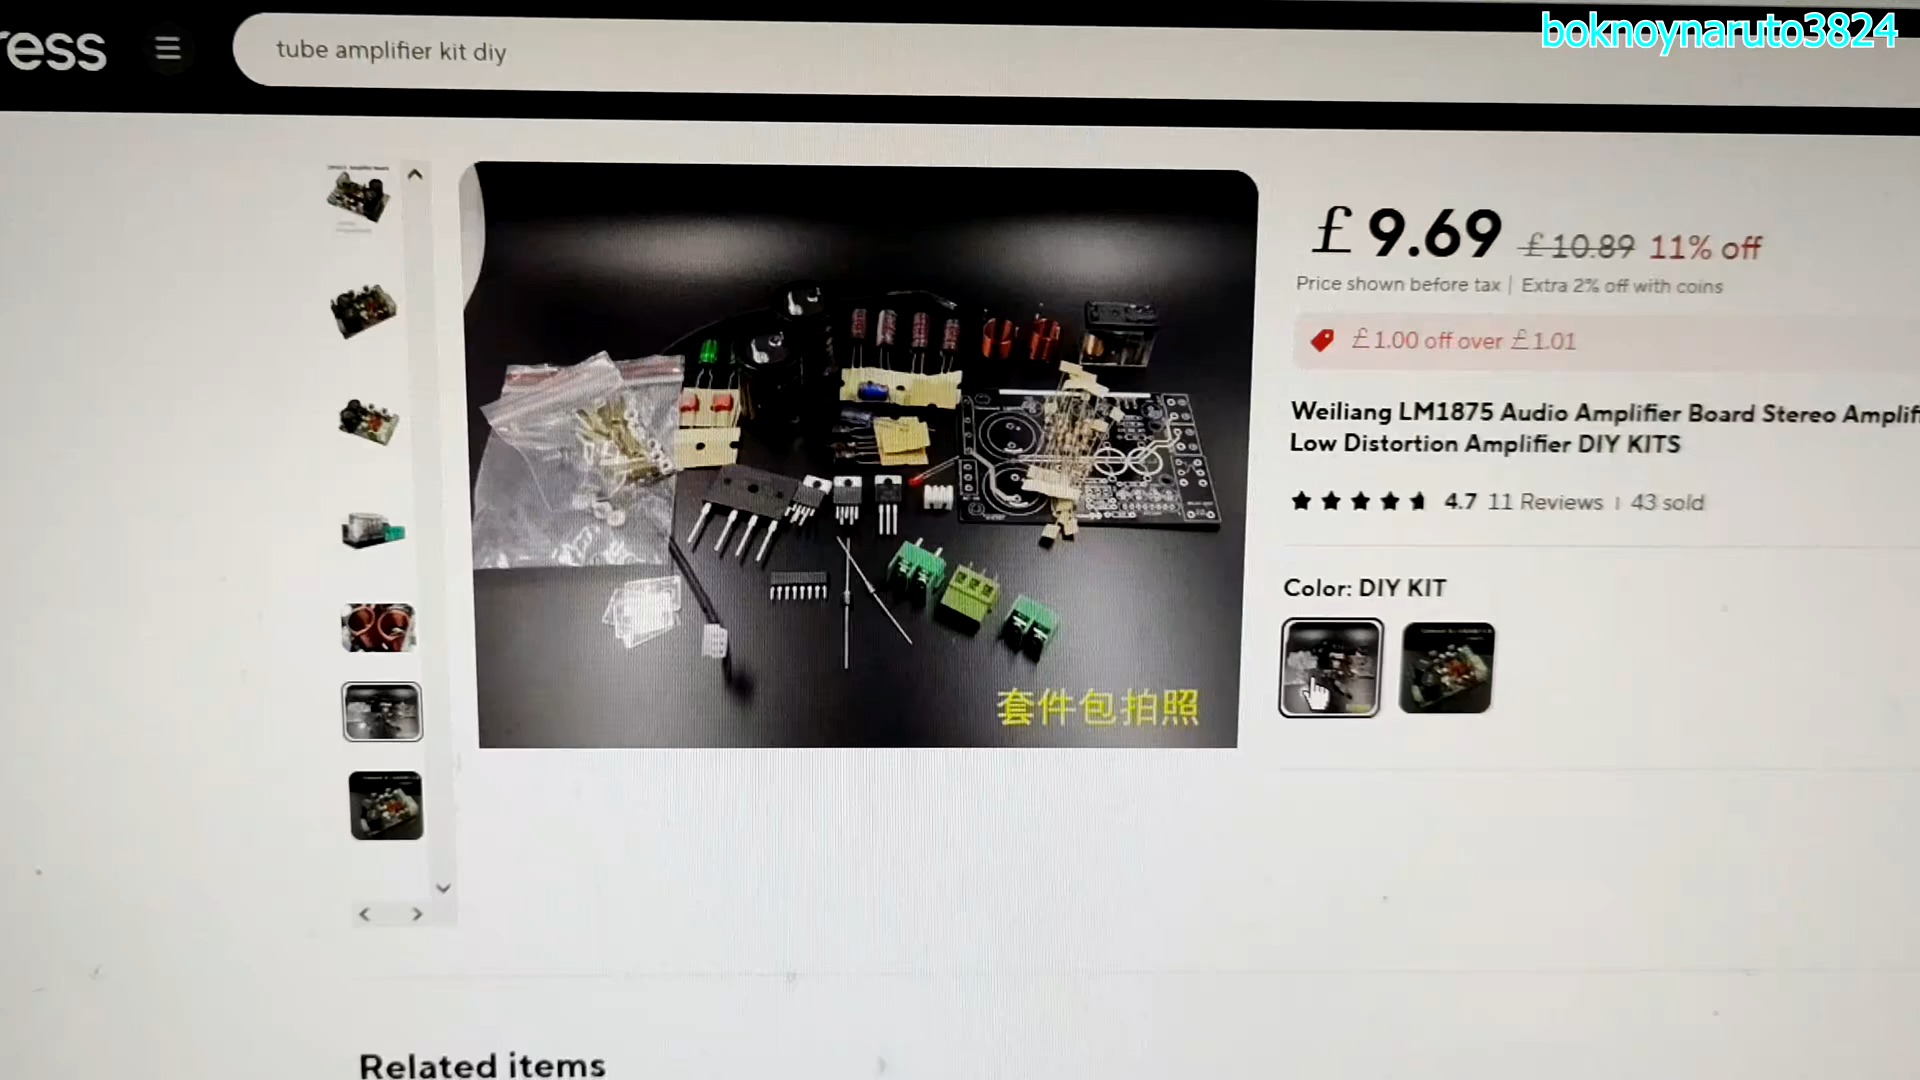 ress
tube amplifier kit diy
boknoynaruto3824
£9.69 £10.89 11% off
Price shown before tax | Extra 2% off with coins
£1.00 off over £1.01
Weiliang LM1875 Audio Amplifier Board Stereo Amplif
Low Distortion Amplifier DIY KITS
4.7 11 Reviews | 43 sold
Color: DIY KIT
套件包拍照
Related items